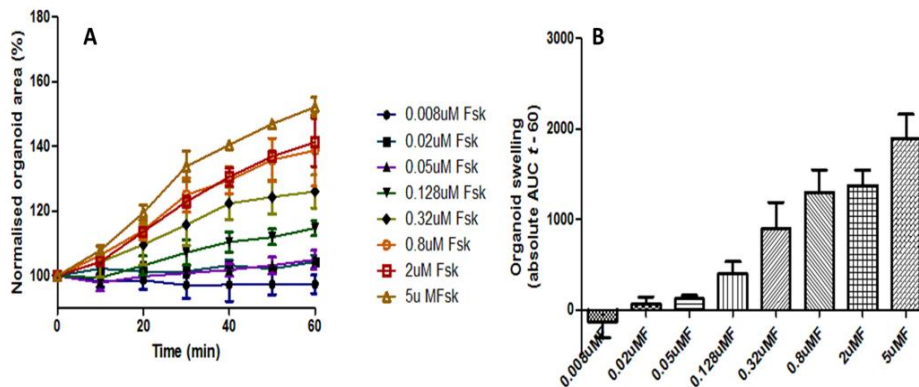 A
Normalised organoid area (%)
180
160
140
120
100
0
20
40
60
Time (min)
0.008uM Fsk
0.02uM Fsk
0.05uM Fsk
0.128uM Fsk
0.32uM Fsk
0.8uM Fsk
2uM Fsk
5u MFsk
B
Organoid swelling
(absolute AUC t - 60)
3000
2000
1000
0
0.008uMF
0.02uMF
0.05uMF
0.128uMF
0.32uMF
0.8uMF
2uMF
5uMF